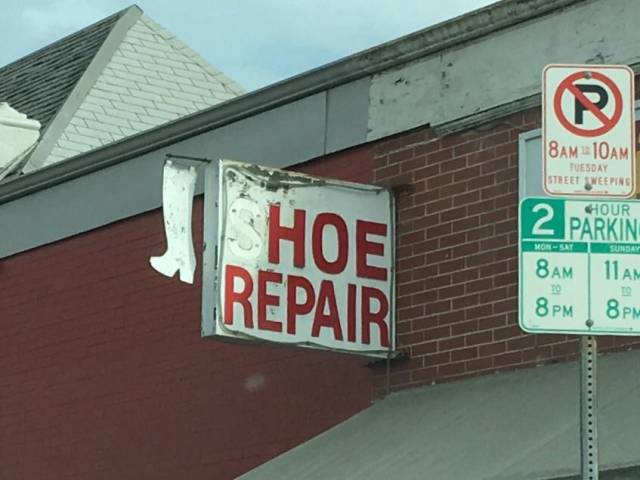 SHOE
REPAIR
P
8AM TO 10AM
TUESDAY
STREET SWEEPING
2 HOUR
PARKIN
MON-SAT
8AM
TO
8PM
SUNDAY
11AM
TO
8PM